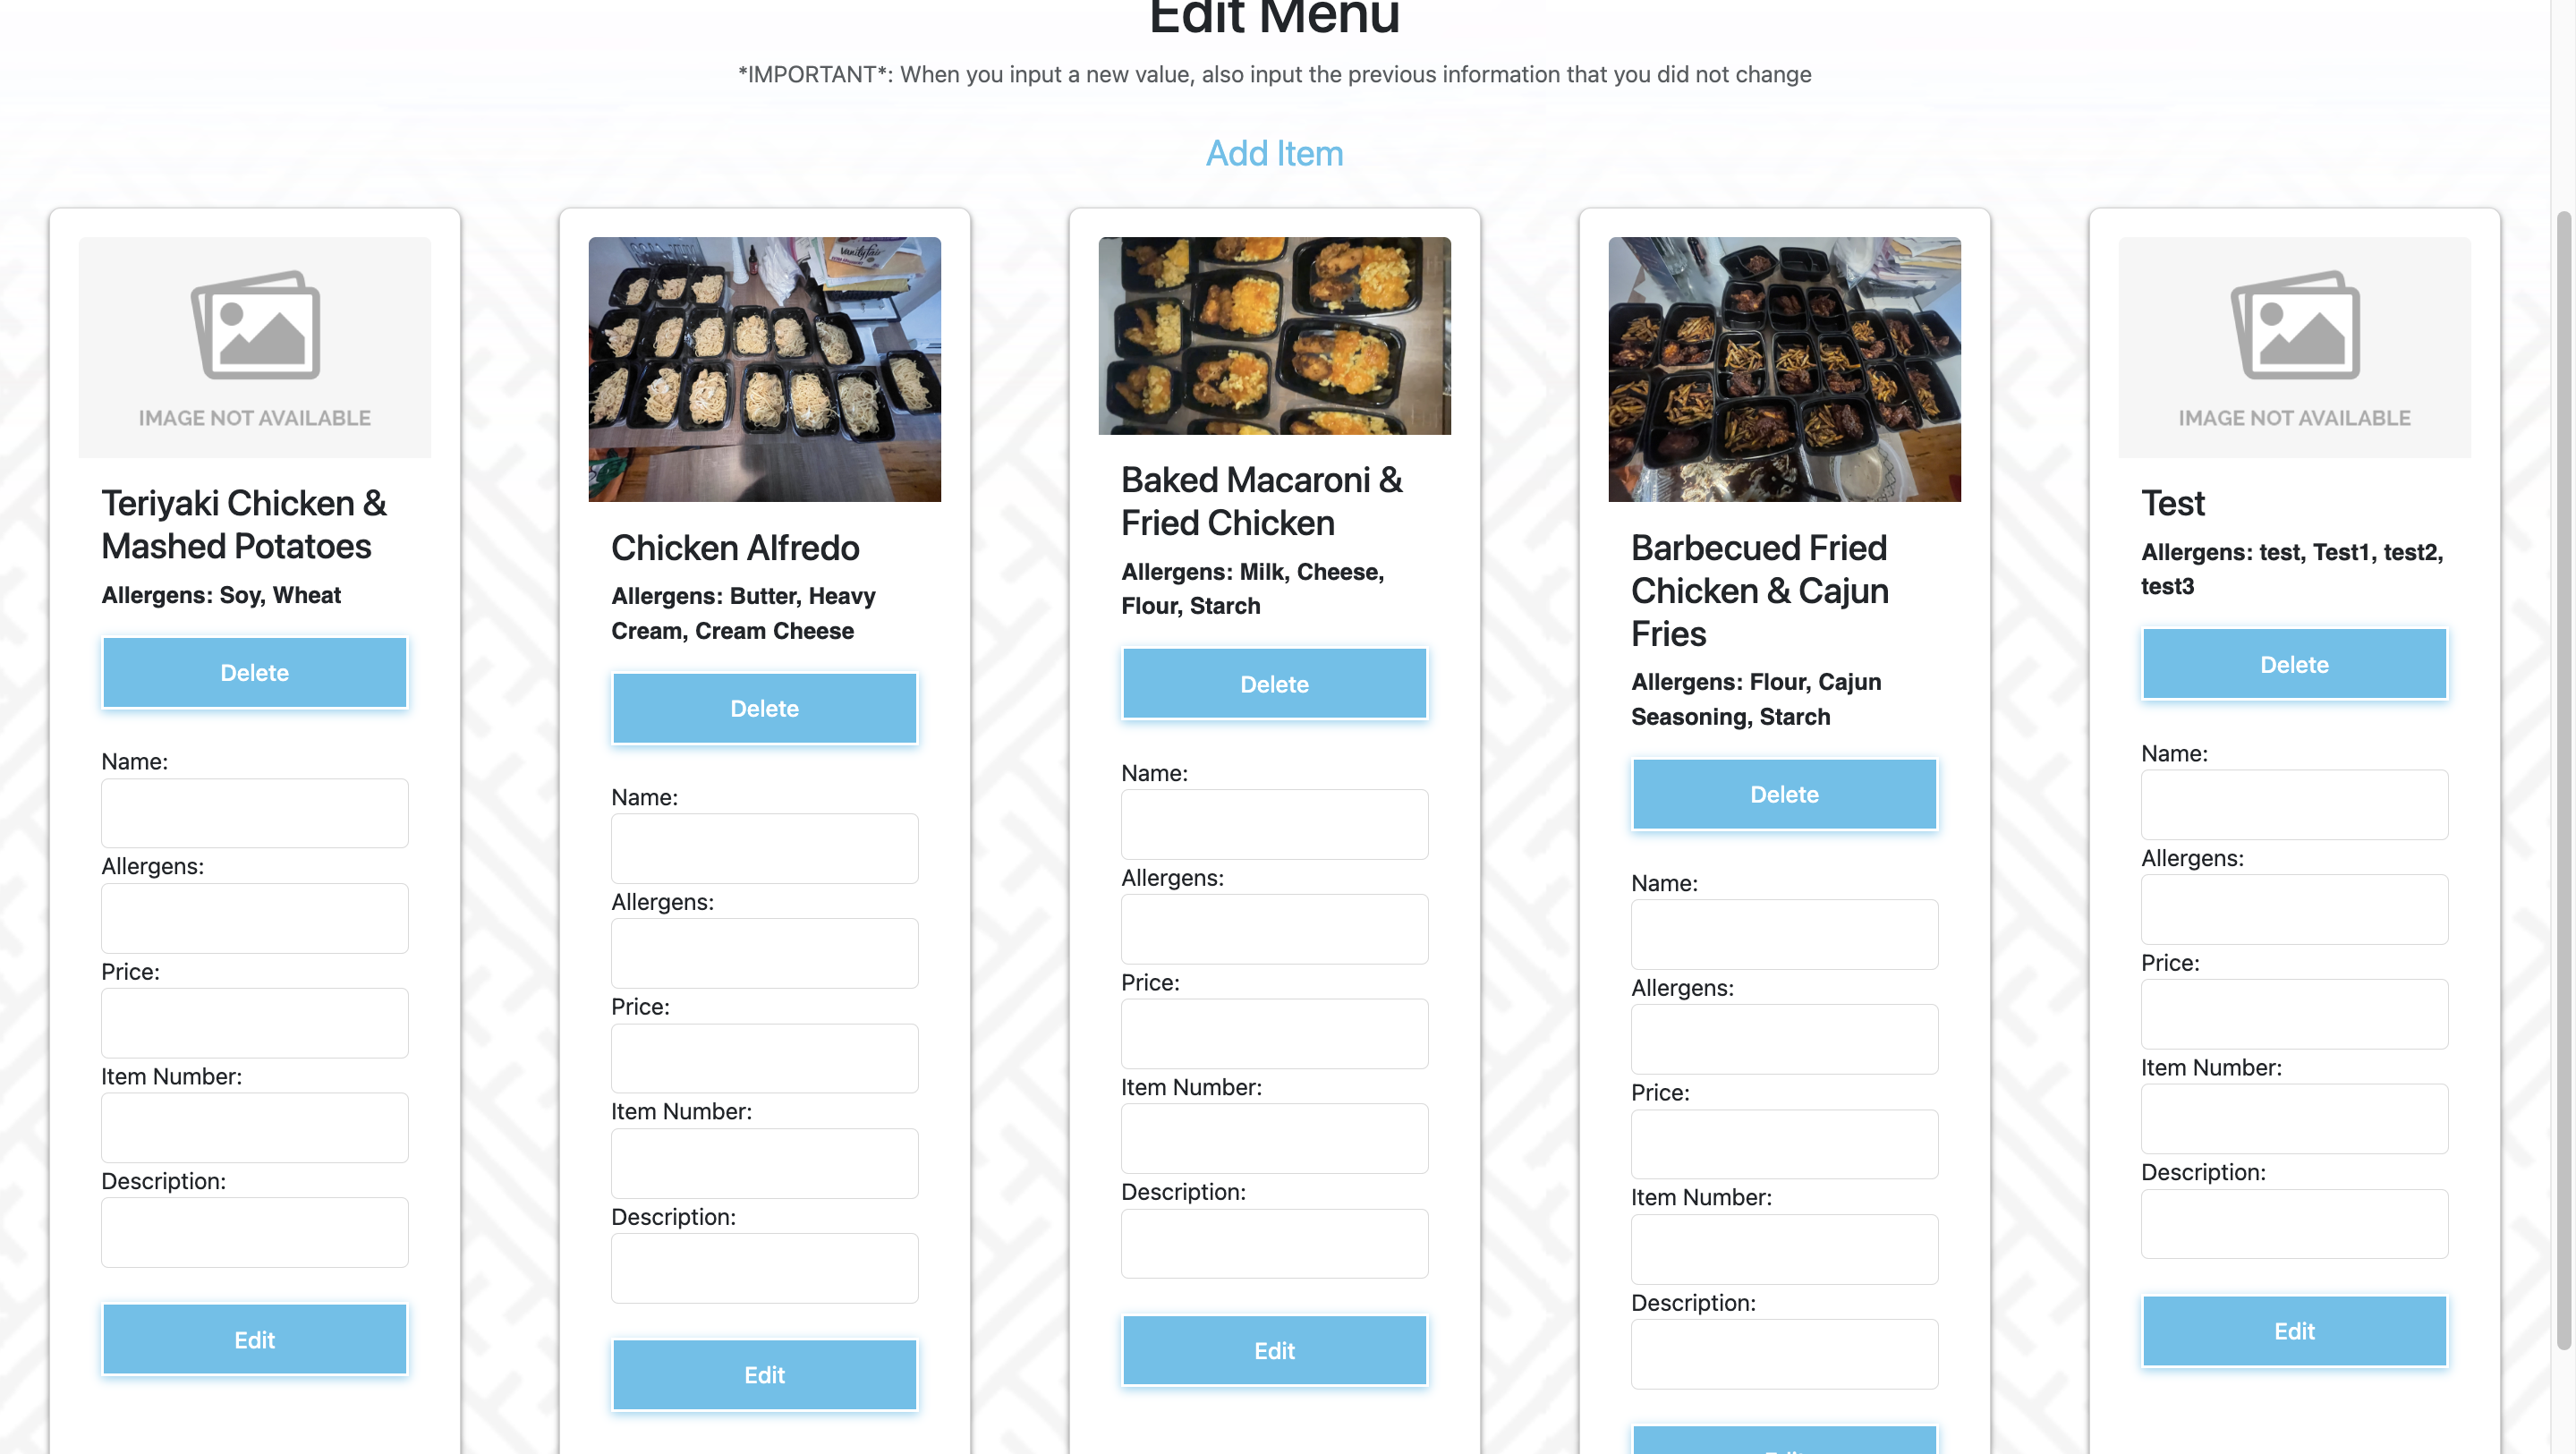 Edit Menu
*IMPORTANT*: When you input a new value, also input the previous information that you did not change
Add Item
IMAGE NOT AVAILABLE
Teriyaki Chicken &
Mashed Potatoes
Allergens: Soy, Wheat
Delete
Name:
Allergens:
Price:
Item Number:
Description:
Edit
Vanity fair
Chicken Alfredo
Allergens: Butter, Heavy
Cream, Cream Cheese
Delete
Name:
Allergens:
Price:
Item Number:
Description:
Edit
Baked Macaroni &
Fried Chicken
Allergens: Milk, Cheese,
Flour, Starch
Delete
Name:
Allergens:
Price:
Item Number:
Description:
Edit
Barbecued Fried
Chicken & Cajun
Fries
Allergens: Flour, Cajun
Seasoning, Starch
Delete
Name:
Allergens:
Price:
Item Number:
Description:
IMAGE NOT AVAILABLE
Test
Allergens: test, Test1, test2,
test3
Delete
Name:
Allergens:
Price:
Item Number:
Description:
Edit